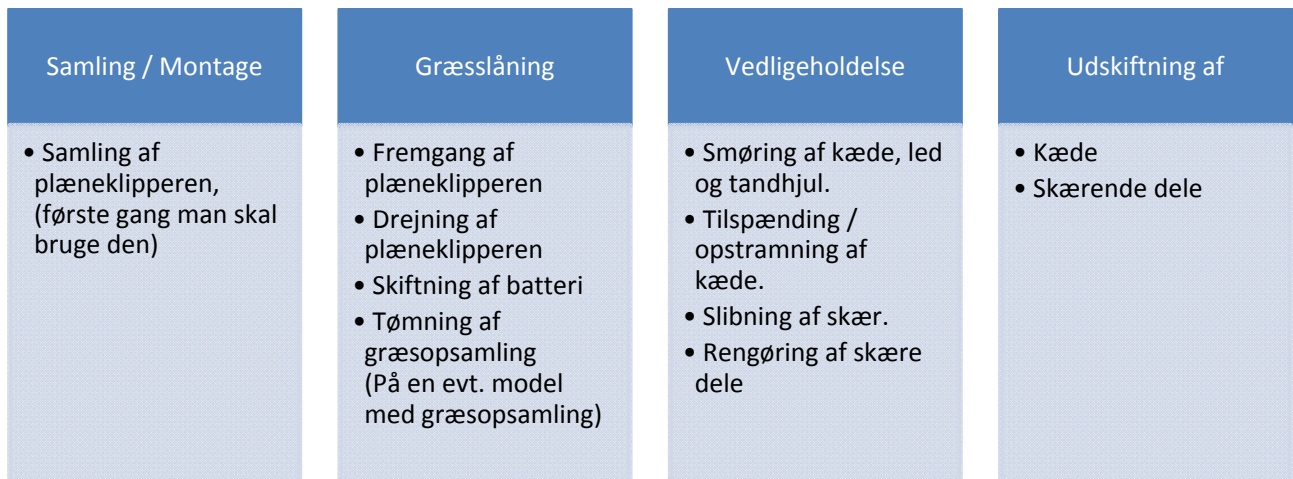 Samling / Montage
• Samling af
plæneklipperen,
(første gang man skal
bruge den)
Græsslåning
• Fremgang af
plæneklipperen
• Drejning af
plæneklipperen
• Skiftning af batteri
• Tømning af
græsopsamling
(På en evt. model
med græsopsamling)
Vedligeholdelse
• Smøring af kæde, led
og tandhjul.
• Tilspænding /
opstramning af
kæde.
• Slibning af skær.
• Rengøring af skære
dele
Udskiftning af
• Kæde
• Skærende dele